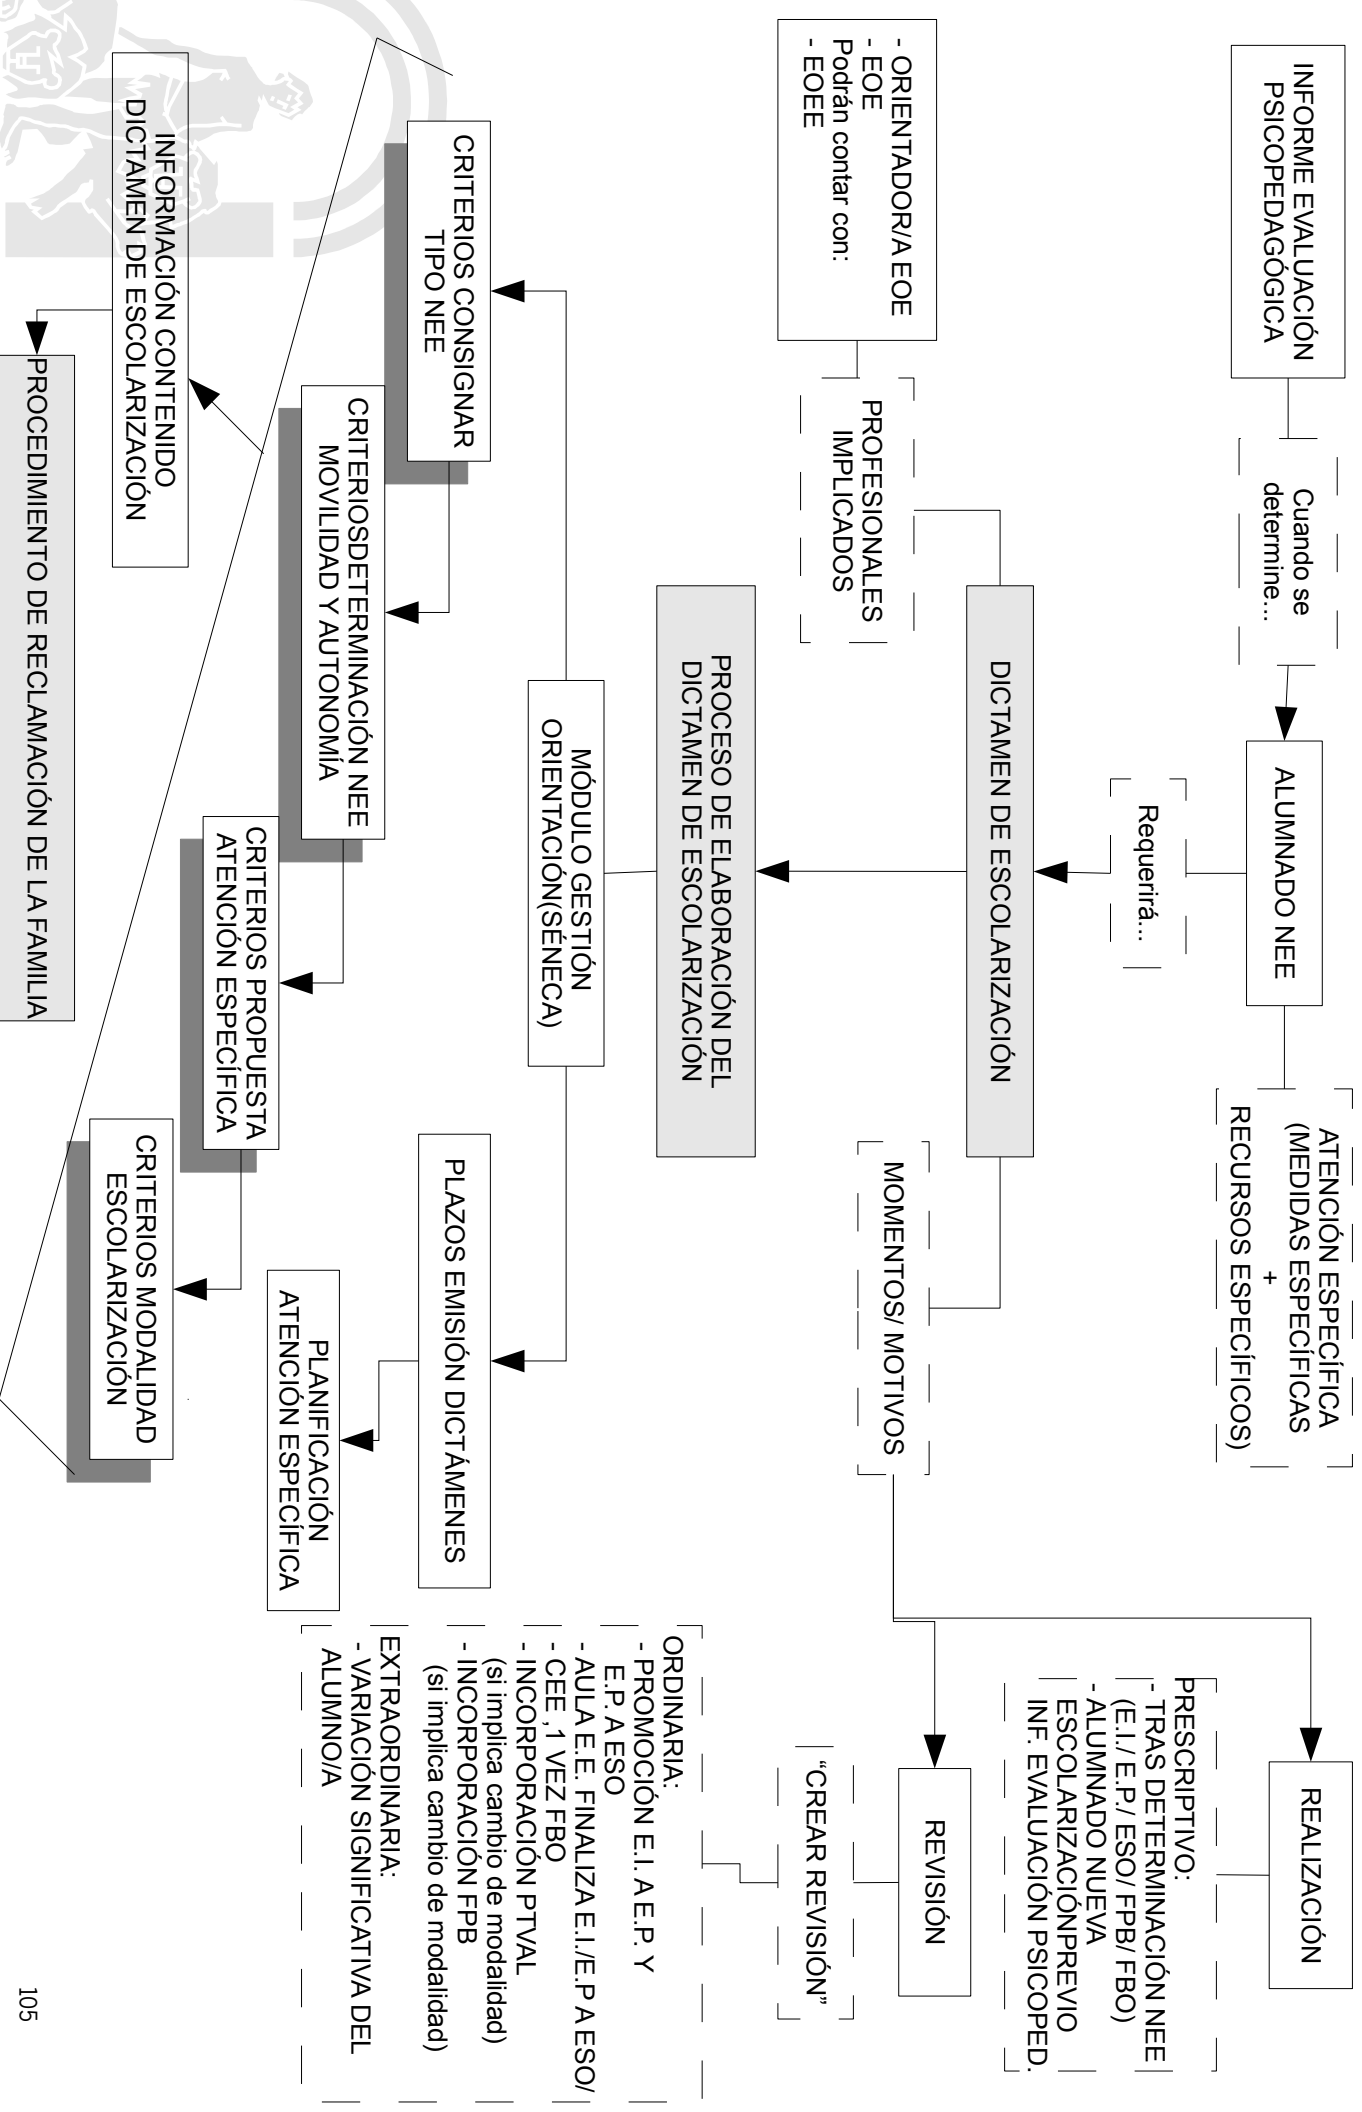 INFORME EVALUACIÓN
PSICOPEDAGÓGICA
Cuando se
determine...
ALUMNADO NEE
ATENCIÓN ESPECÍFICA
(MEDIDAS ESPECÍFICAS
+
RECURSOS ESPECÍFICOS)
Requerirá...
DICTAMEN DE ESCOLARIZACIÓN
- ORIENTADOR/A EOE
- EOE
Podrán contar con:
- EOEE
PROFESIONALES
IMPLICADOS
MOMENTOS/ MOTIVOS
REALIZACIÓN
PRESCRIPTIVO:
- TRAS DETERMINACIÓN NEE
(E.I./ E.P./ ESO/ FPB/ FBO)
- ALUMNADO NUEVA
ESCOLARIZACIÓNPREVIO
INF. EVALUACIÓN PSICOPED.
REVISIÓN
“CREAR REVISIÓN”
ORDINARIA:
- PROMOCIÓN E.I. A E.P. Y
E.P. A ESO
- AULA E.E. FINALIZA E.I./E.P A ESO/
- CEE ,1 VEZ FBO
- INCORPORACIÓN PTVAL
(si implica cambio de modalidad)
- INCORPORACIÓN FPB
(si implica cambio de modalidad)
EXTRAORDINARIA:
- VARIACIÓN SIGNIFICATIVA DEL
ALUMNO/A
PROCESO DE ELABORACIÓN DEL
DICTAMEN DE ESCOLARIZACIÓN
MÓDULO GESTIÓN
ORIENTACIÓN(SÉNECA)
PLAZOS EMISIÓN DICTÁMENES
PLANIFICACIÓN
ATENCIÓN ESPECÍFICA
CRITERIOS CONSIGNAR
TIPO NEE
CRITERIOSDETERMINACIÓN NEE
MOVILIDAD Y AUTONOMÍA
CRITERIOS PROPUESTA
ATENCIÓN ESPECÍFICA
CRITERIOS MODALIDAD
ESCOLARIZACIÓN
INFORMACIÓN CONTENIDO
DICTAMEN DE ESCOLARIZACIÓN
PROCEDIMIENTO DE RECLAMACIÓN DE LA FAMILIA
105